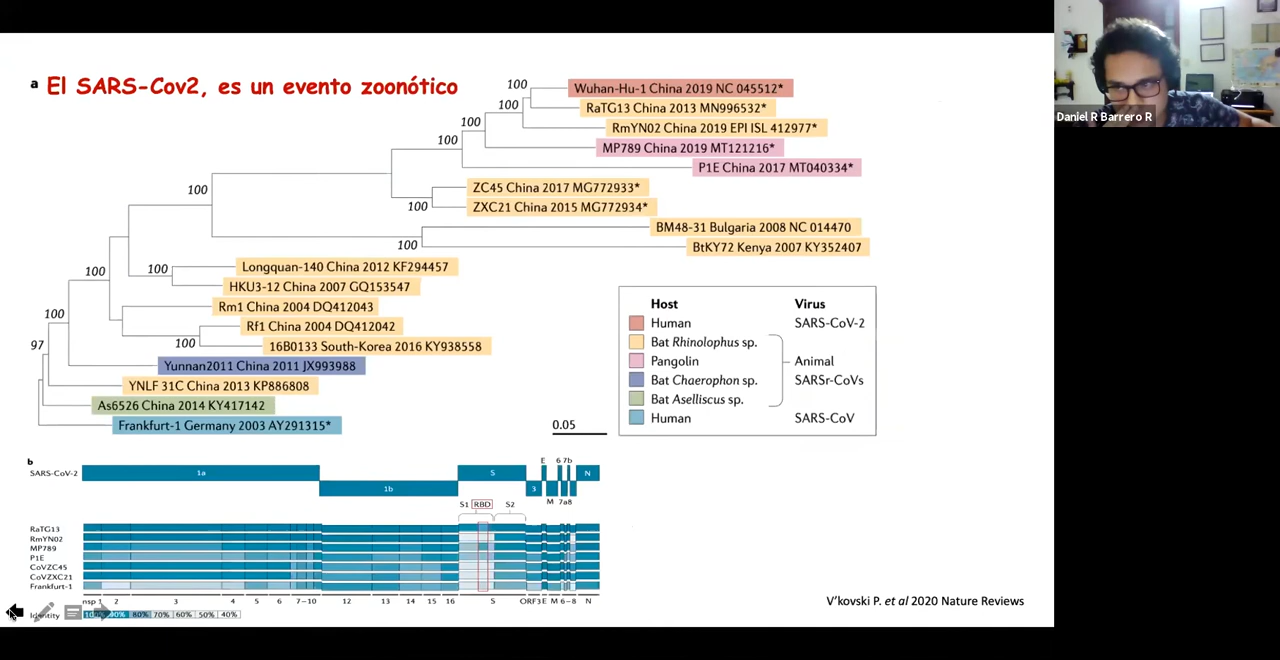 a El SARS-Cov2, es un evento zoonótico
100 Wuhan-Hu-1 China 2019 NC 045512*
100 RaTG13 China 2013 MN996532*
RmYN02 China 2019 EPI ISL 412977*
100 MP789 China 2019 MT121216*
100 P1E China 2017 MT040334*
100 ZC45 China 2017 MG772933*
100 ZXC21 China 2015 MG772934*
BM48-31 Bulgaria 2008 NC 014470
100 BtKY72 Kenya 2007 KY352407
100 100 Longquan-140 China 2012 KF294457
HKU3-12 China 2007 GQ153547
Rm1 China 2004 DQ412043
100 Rf1 China 2004 DQ412042
100 16B0133 South-Korea 2016 KY938558
97 Yunnan2011 China 2011 JX993988
YNLF 31C China 2013 KP886808
As6526 China 2014 KY417142
Frankfurt-1 Germany 2003 AY291315*
0.05
Host Virus
Human SARS-CoV-2
Bat Rhinolophus sp.
Pangolin Animal
Bat Chaerophon sp. SARSr-CoVs
Bat Aselliscus sp.
Human SARS-CoV
b
E 6 7b
SARS-CoV-2 1a S N
1b 3
M 7a8
S1 RBD S2
RaTG13
RmYN02
MP789
P1E
CoVZC45
CoVZXC21
Frankfurt-1
nsp 1 2 3 4 5 6 7–10 12 13 14 15 16 S ORF3 E M 6–8 N
Identity 80% 70% 60% 50% 40%
V'kovski P. et al 2020 Nature Reviews
Daniel R Barrero R